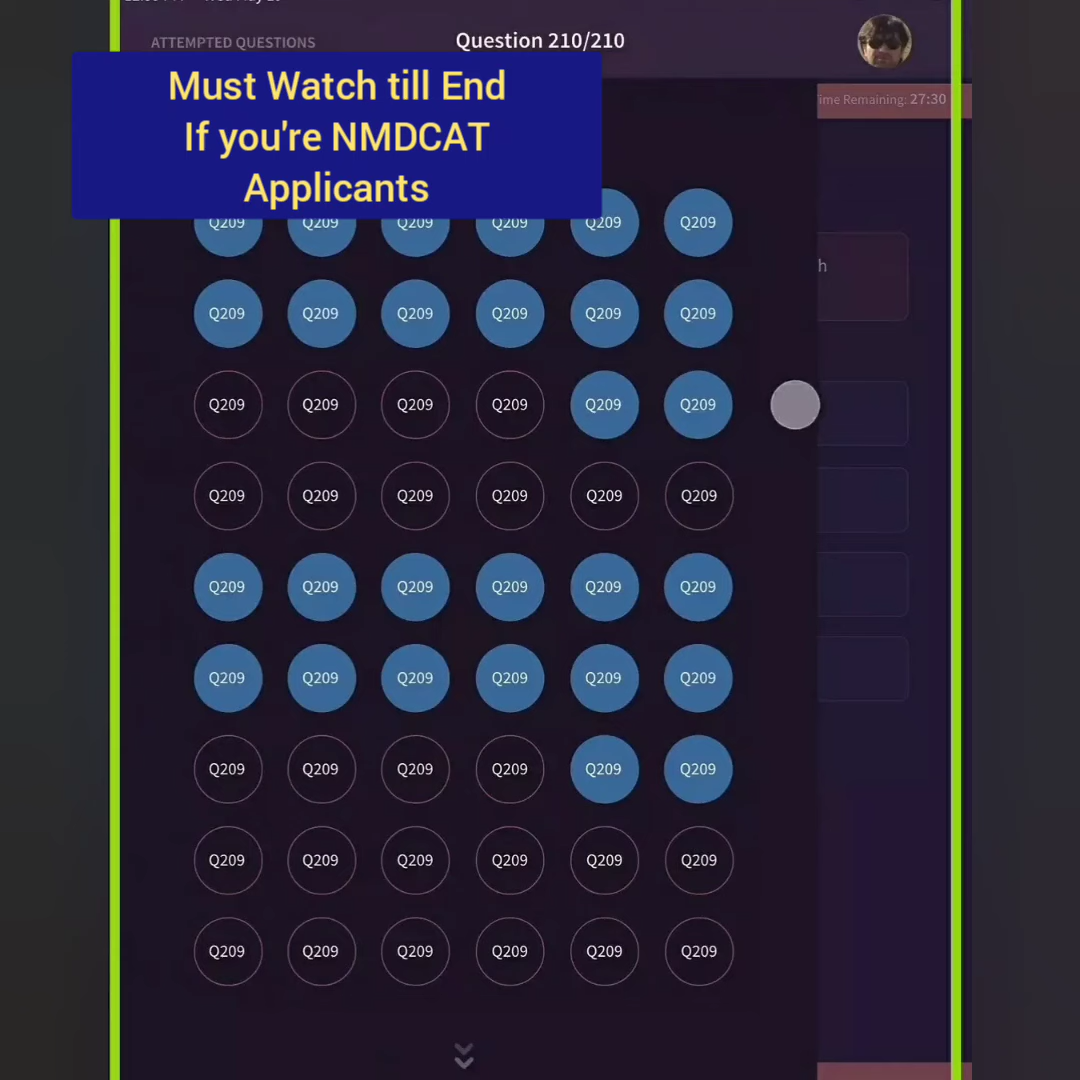 ATTEMPTED QUESTIONS
Question 210/210
Must Watch till End
If you're NMDCAT
Applicants
ime Remaining: 27:30
Q209 Q209 Q209 Q209 Q209 Q209
h
Q209 Q209 Q209 Q209 Q209 Q209
Q209 Q209 Q209 Q209 Q209 Q209
Q209 Q209 Q209 Q209 Q209 Q209
Q209 Q209 Q209 Q209 Q209 Q209
Q209 Q209 Q209 Q209 Q209 Q209
Q209 Q209 Q209 Q209 Q209 Q209
Q209 Q209 Q209 Q209 Q209 Q209
Q209 Q209 Q209 Q209 Q209 Q209